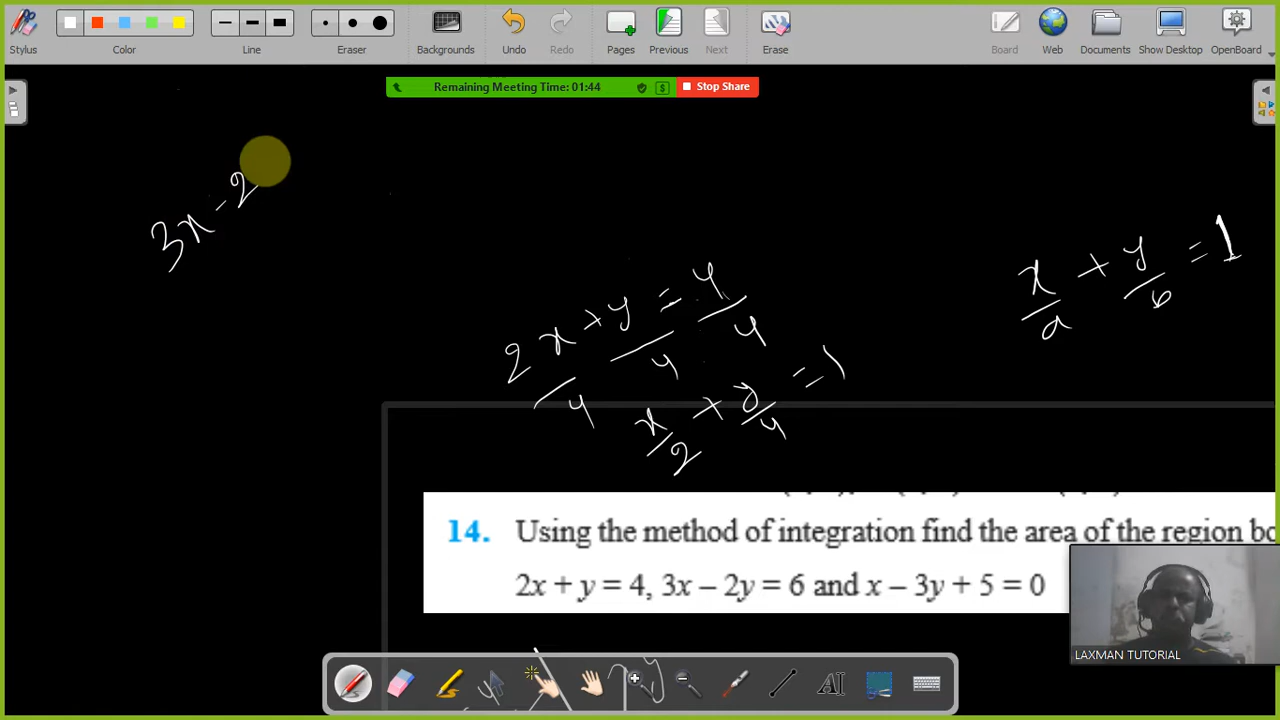 Stylus Color Line Eraser Backgrounds Undo Redo Pages Previous Next Erase Board Web Documents Show Desktop OpenBoard
Remaining Meeting Time: 01:44 $ Stop Share
3x - 2
2x/4 + y/4 = 4/4
x/2 + y/4 = 1
x/a + y/b = 1
14. Using the method of integration find the area of the region bo
2x + y = 4, 3x – 2y = 6 and x – 3y + 5 = 0
LAXMAN TUTORIAL
y
AI